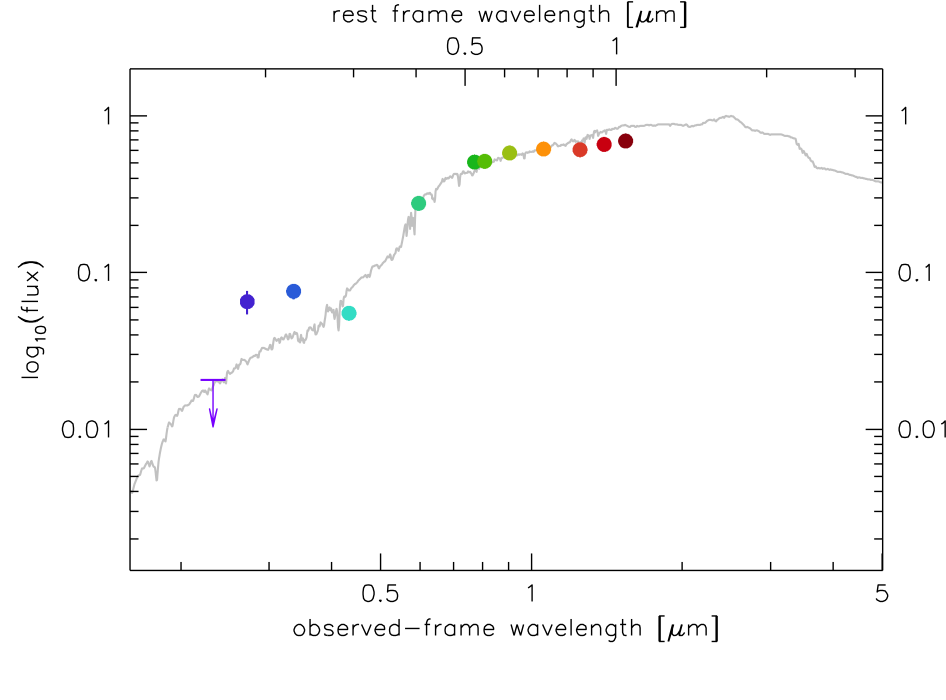 rest frame wavelength [μm]
0.5 1
1 1
0.1 0.1
0.01 0.01
log10(flux)
0.5 1 5
observed-frame wavelength [μm]